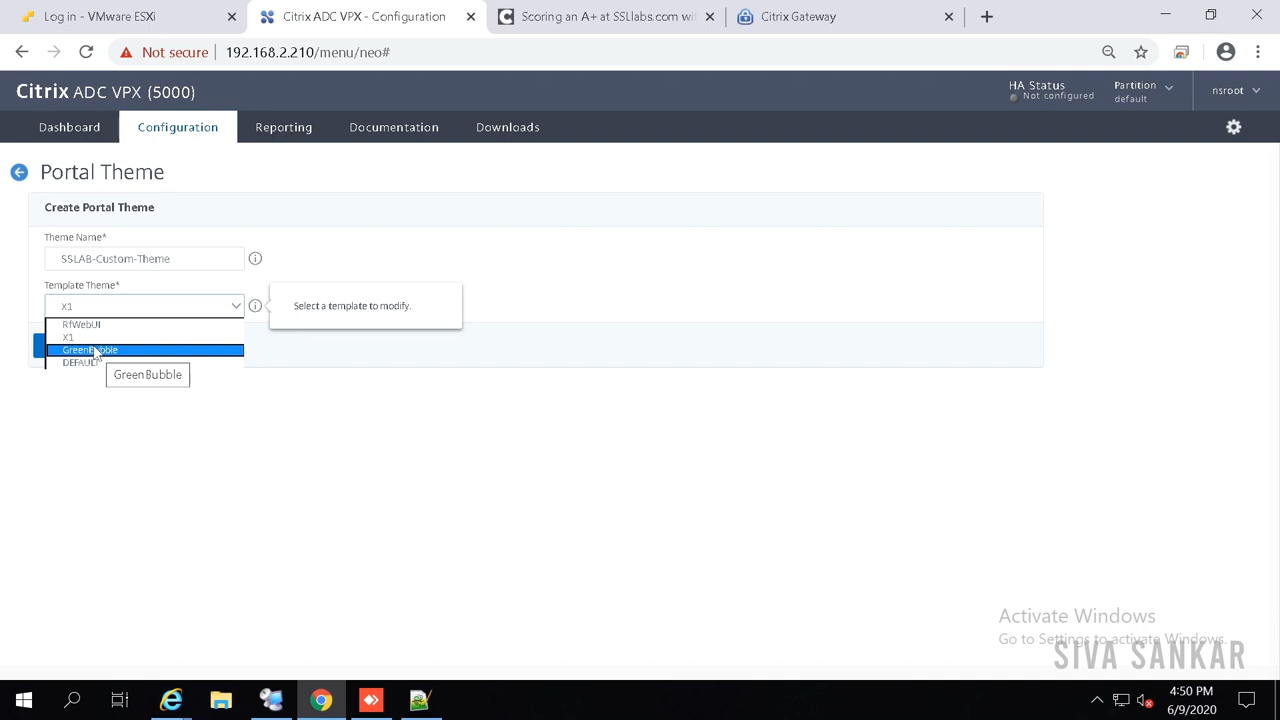 Log in - VMware ESXi
Citrix ADC VPX - Configuration
Scoring an A+ at SSLlabs.com wit
Citrix Gateway
Not secure
192.168.2.210/menu/neo#
Citrix ADC VPX (5000)
HA Status
Not configured
Partition
default
nsroot
Dashboard
Configuration
Reporting
Documentation
Downloads
Portal Theme
Create Portal Theme
Theme Name*
SSLAB-Custom-Theme
Template Theme*
X1
Select a template to modify.
RfWebUI
X1
GreenBubble
DEFAULT
GreenBubble
Activate Windows
Go to Settings to activate Windows.
SIVA SANKAR
4:50 PM
6/9/2020